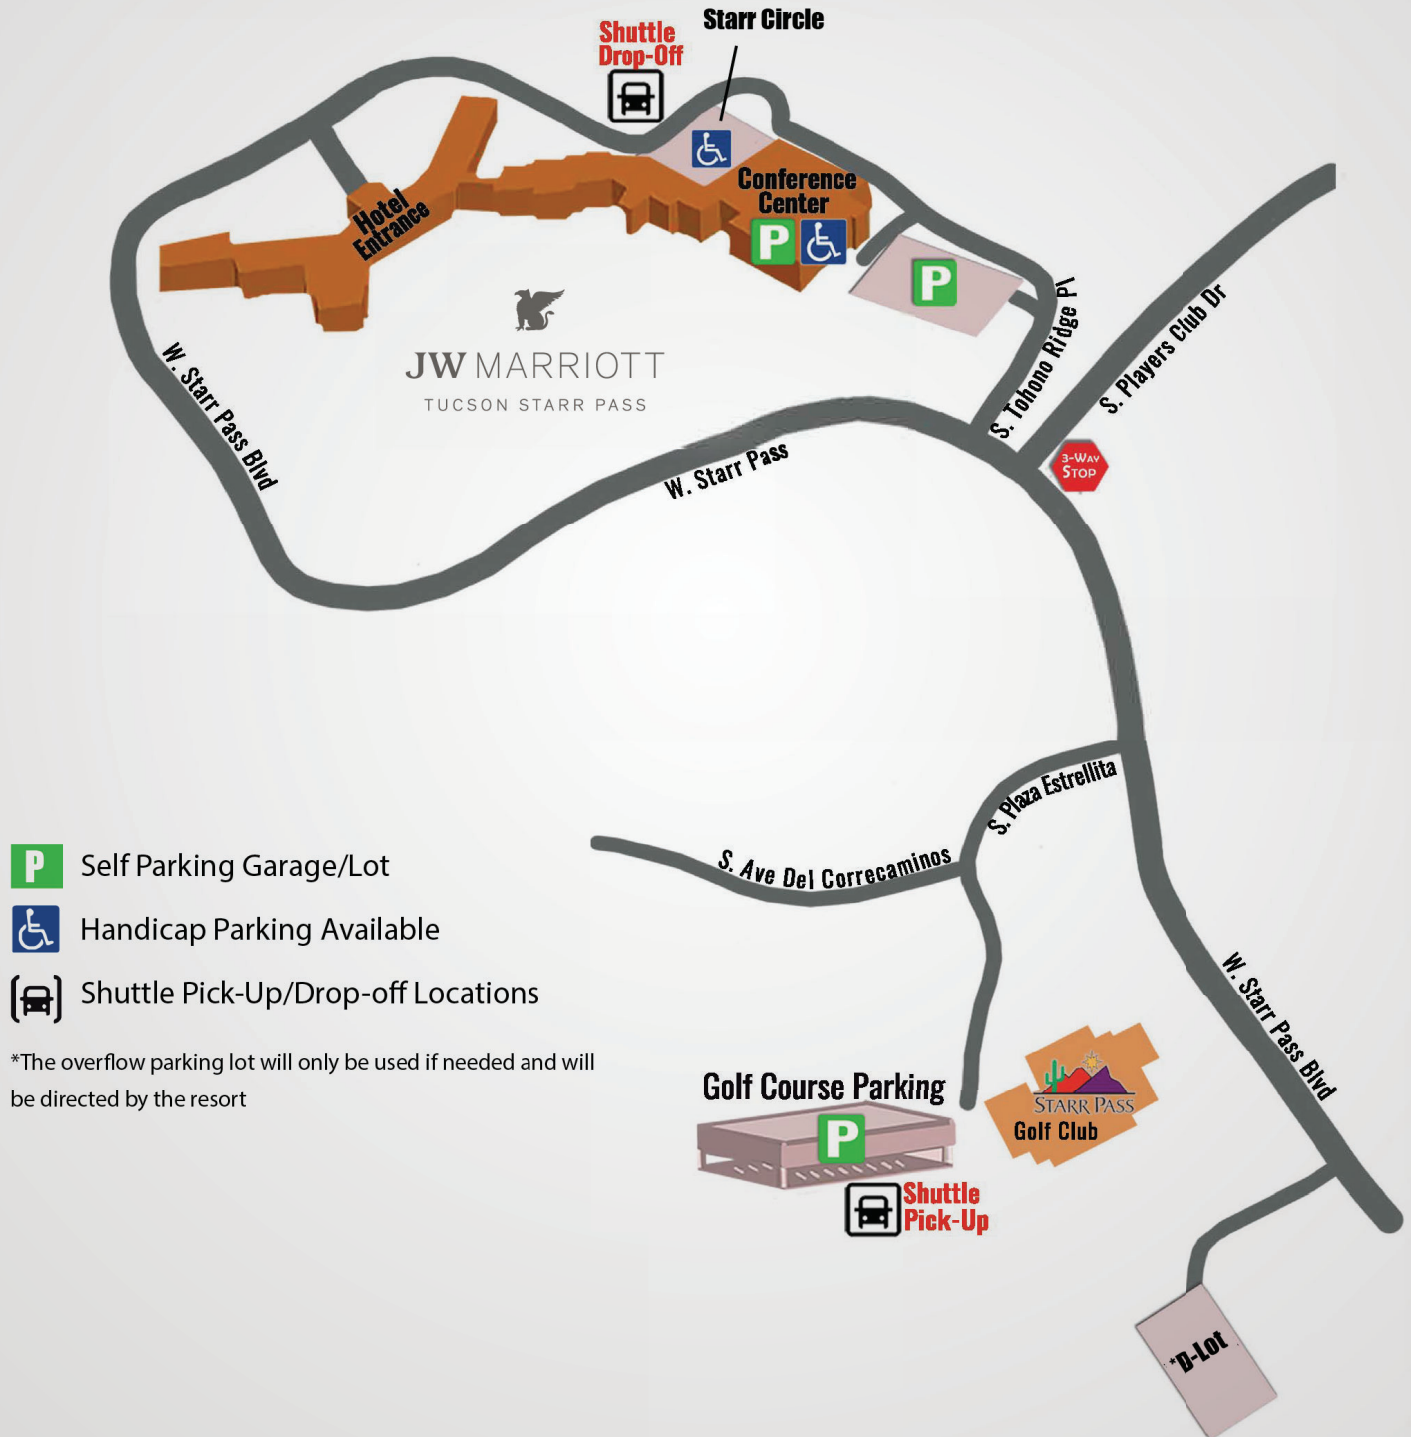 Starr Circle
Shuttle
Drop-Off
Conference
Center
P
P
Hotel
Entrance
JW MARRIOTT
TUCSON STARR PASS
S. Tohono Ridge Pl
S. Players Club Dr
3-WAY
STOP
W. Starr Pass Blvd
W. Starr Pass
S. Plaza Estrellita
S. Ave Del Correcaminos
P Self Parking Garage/Lot
Handicap Parking Available
Shuttle Pick-Up/Drop-off Locations
*The overflow parking lot will only be used if needed and will
be directed by the resort
W. Starr Pass Blvd
Golf Course Parking
P
STARR PASS
Golf Club
Shuttle
Pick-Up
*D-Lot